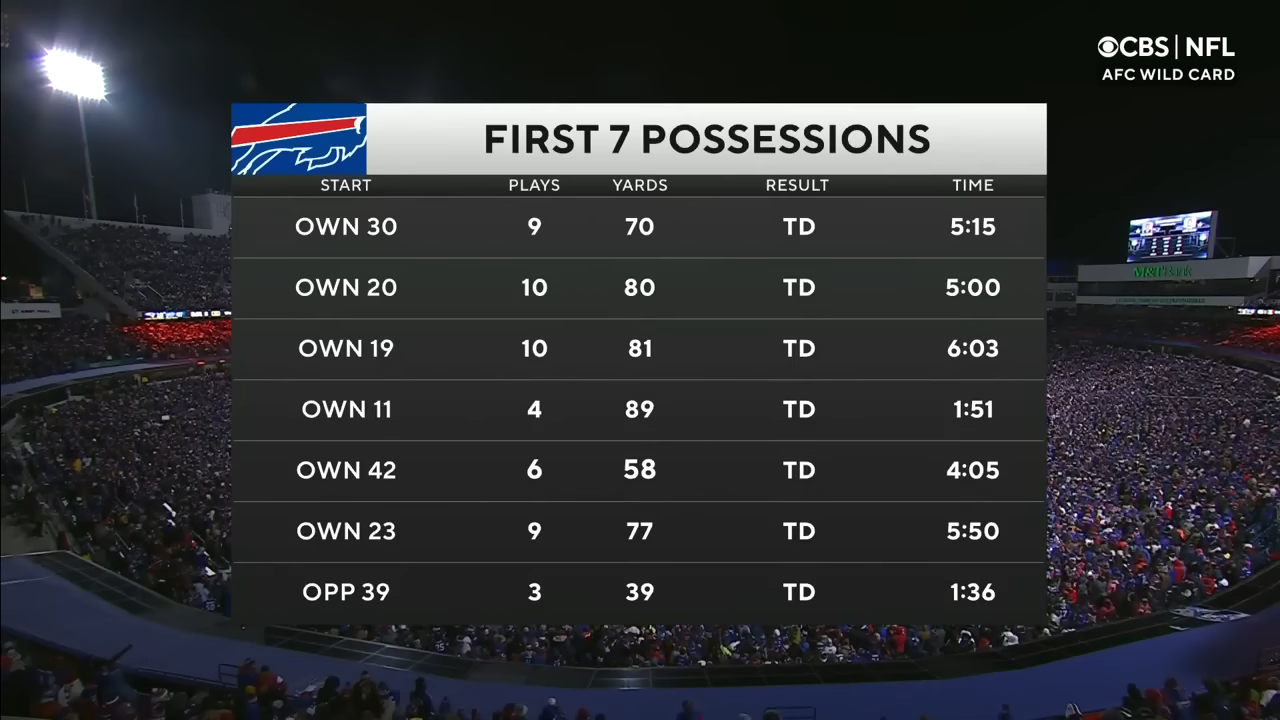 CBS | NFL
AFC WILD CARD
FIRST 7 POSSESSIONS
START PLAYS YARDS RESULT TIME
OWN 30 9 70 TD 5:15
OWN 20 10 80 TD 5:00
OWN 19 10 81 TD 6:03
OWN 11 4 89 TD 1:51
OWN 42 6 58 TD 4:05
OWN 23 9 77 TD 5:50
OPP 39 3 39 TD 1:36
M&T Bank